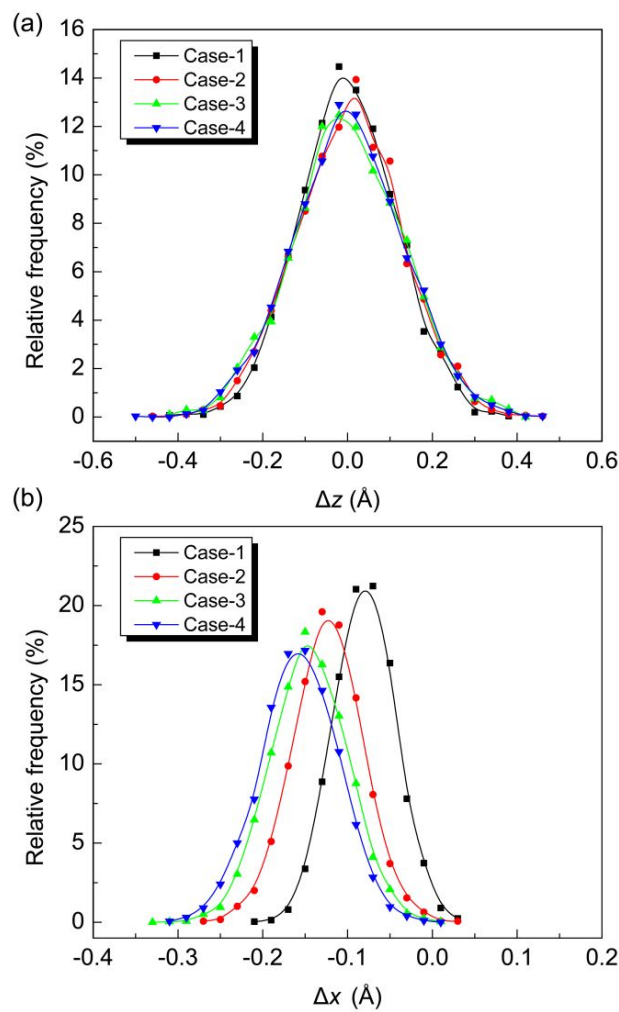 (a)
16
14
12
10
8
6
4
2
0
Relative frequency (%)
Case-1
Case-2
Case-3
Case-4
-0.6 -0.4 -0.2 0.0 0.2 0.4 0.6
Δz (Å)
(b)
25
20
15
10
5
0
Relative frequency (%)
Case-1
Case-2
Case-3
Case-4
-0.4 -0.3 -0.2 -0.1 0.0 0.1 0.2
Δx (Å)